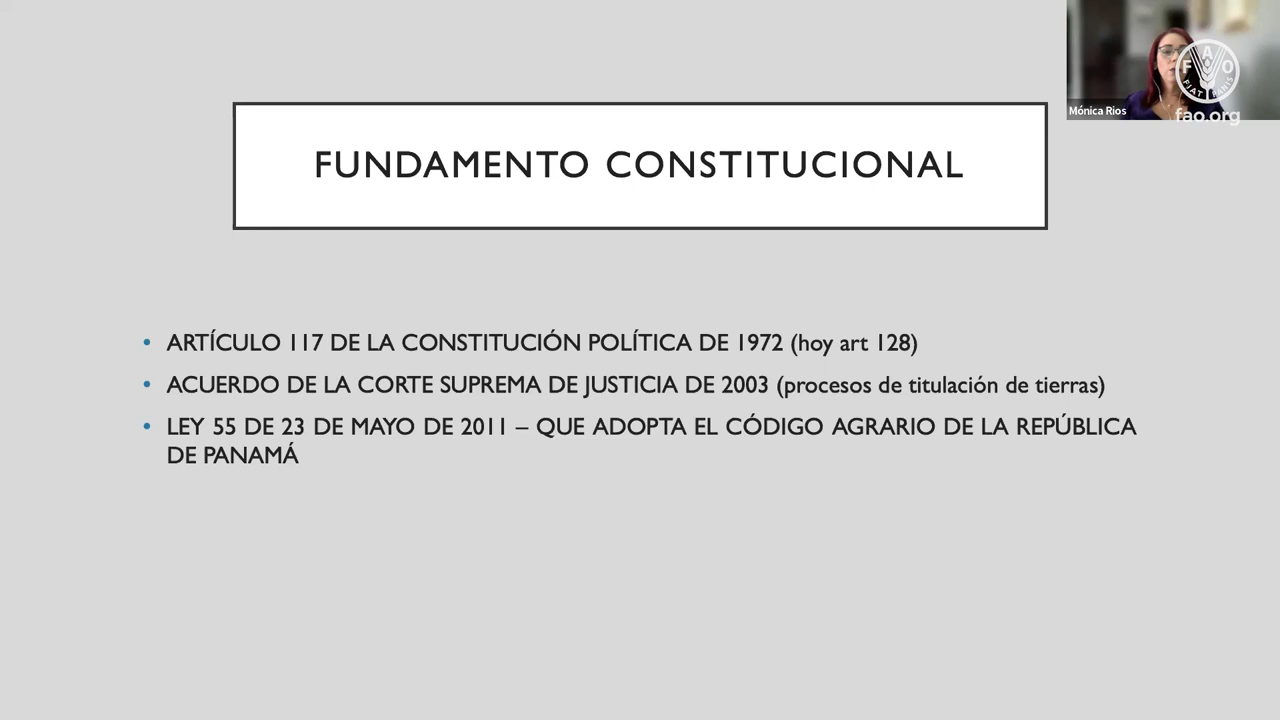 FUNDAMENTO CONSTITUCIONAL
Mónica Rios
F A O
FIAT PANIS
fao.org
• ARTÍCULO 117 DE LA CONSTITUCIÓN POLÍTICA DE 1972 (hoy art 128)
• ACUERDO DE LA CORTE SUPREMA DE JUSTICIA DE 2003 (procesos de titulación de tierras)
• LEY 55 DE 23 DE MAYO DE 2011 – QUE ADOPTA EL CÓDIGO AGRARIO DE LA REPÚBLICA
DE PANAMÁ